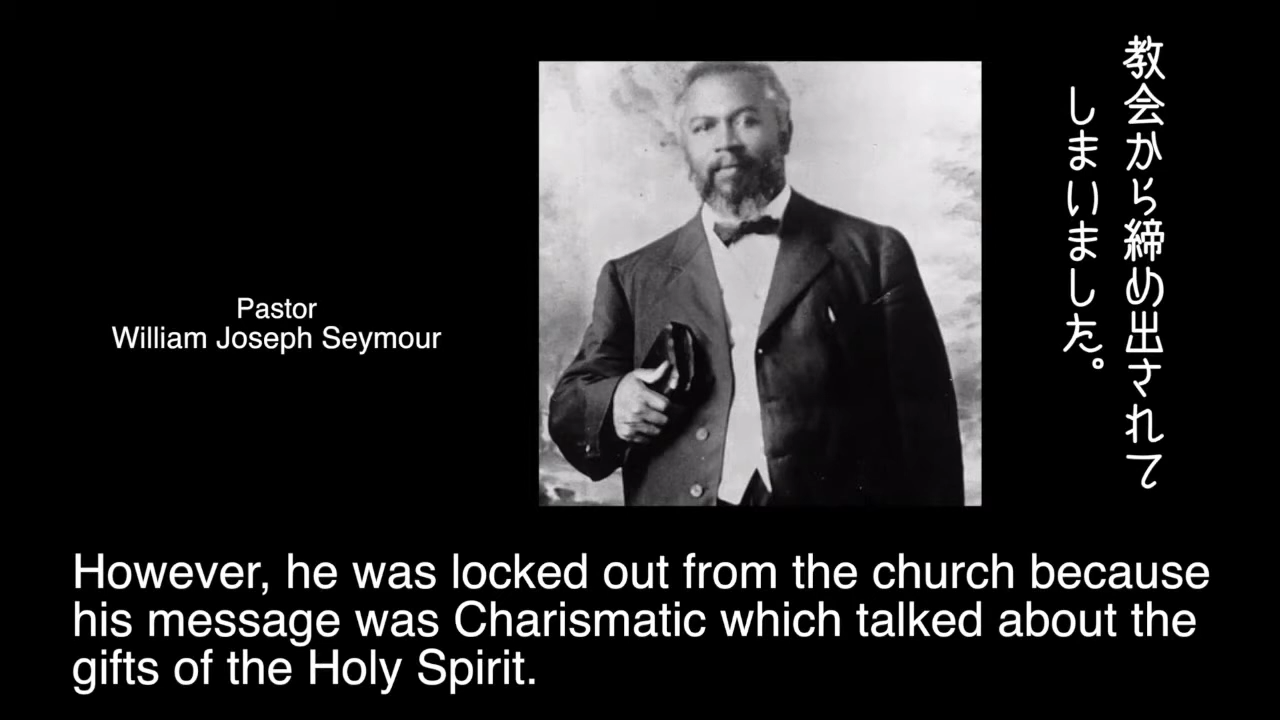 教会から締め出されて
しまいました。
Pastor
William Joseph Seymour
However, he was locked out from the church because
his message was Charismatic which talked about the
gifts of the Holy Spirit.